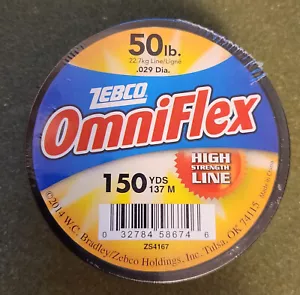 50lb.
22.7kg Line/Ligne
.029 Dia.
ZEBCO
OmniFlex
HIGH
STRENGTH
LINE
150 YDS
137 M
0 32784 58674 6
ZS4167
©2014 W.C. Bradley/Zebco Holdings, Inc. Tulsa, OK 74115